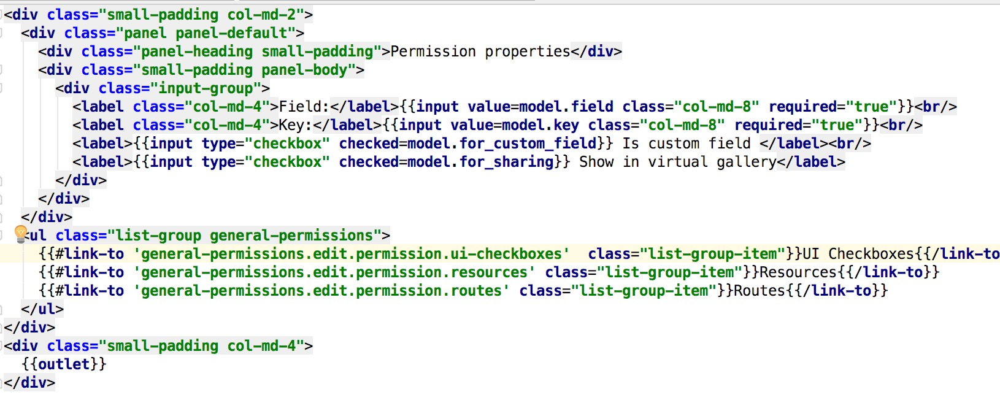 <div class="small-padding col-md-2">
  <div class="panel panel-default">
    <div class="panel-heading small-padding">Permission properties</div>
    <div class="small-padding panel-body">
      <div class="input-group">
        <label class="col-md-4">Field:</label>{{input value=model.field class="col-md-8" required="true"}}<br/>
        <label class="col-md-4">Key:</label>{{input value=model.key class="col-md-8" required="true"}}<br/>
        <label>{{input type="checkbox" checked=model.for_custom_field}} Is custom field </label><br/>
        <label>{{input type="checkbox" checked=model.for_sharing}} Show in virtual gallery</label>
      </div>
    </div>
  </div>
  <ul class="list-group general-permissions">
    {{#link-to 'general-permissions.edit.permission.ui-checkboxes'  class="list-group-item"}}UI Checkboxes{{/link-to
    {{#link-to 'general-permissions.edit.permission.resources' class="list-group-item"}}Resources{{/link-to}}
    {{#link-to 'general-permissions.edit.permission.routes' class="list-group-item"}}Routes{{/link-to}}
  </ul>
</div>
<div class="small-padding col-md-4">
  {{outlet}}
</div>